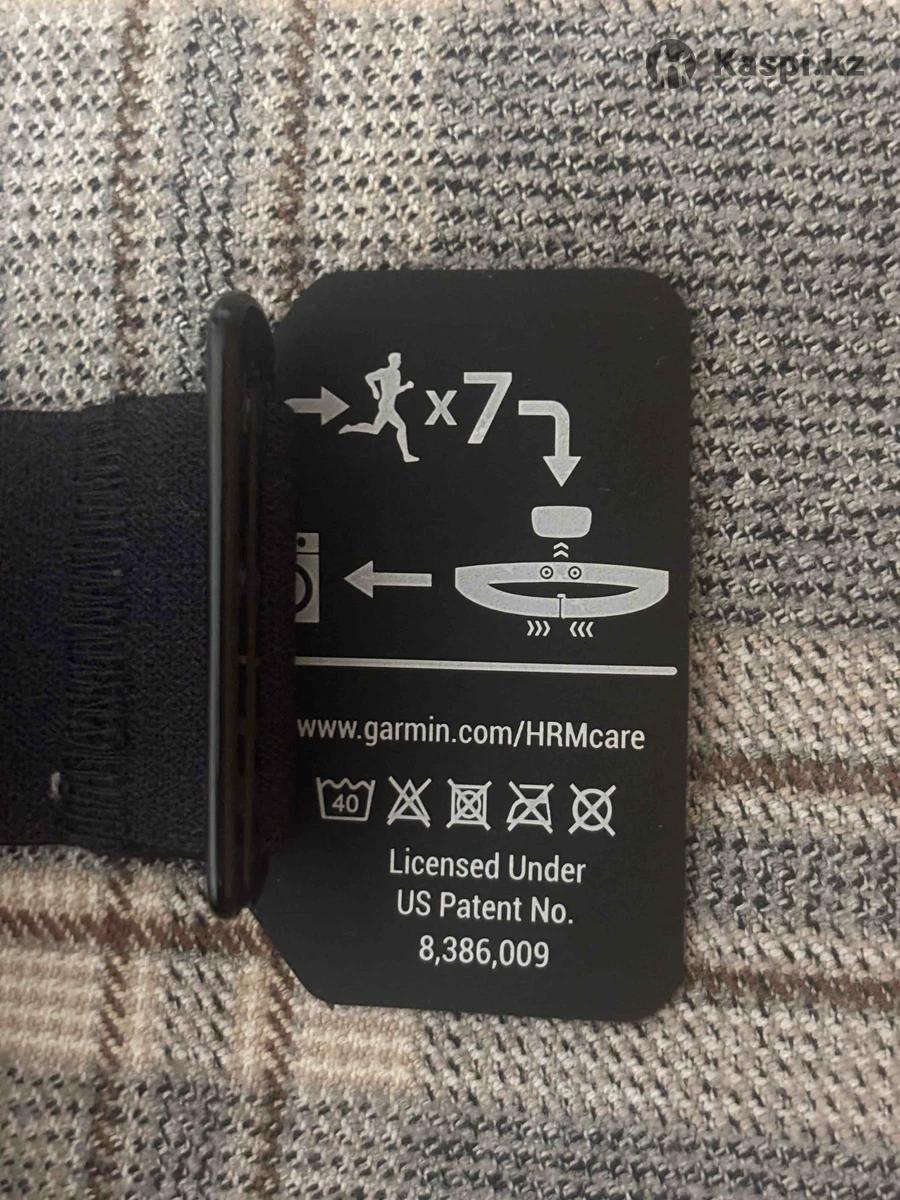 Kaspi.kz
x7
www.garmin.com/HRMcare
40
Licensed Under
US Patent No.
8,386,009